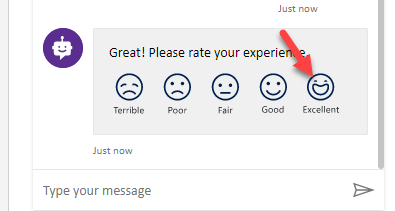 Just now
Great! Please rate your experience
Terrible Poor Fair Good Excellent
Just now
Type your message